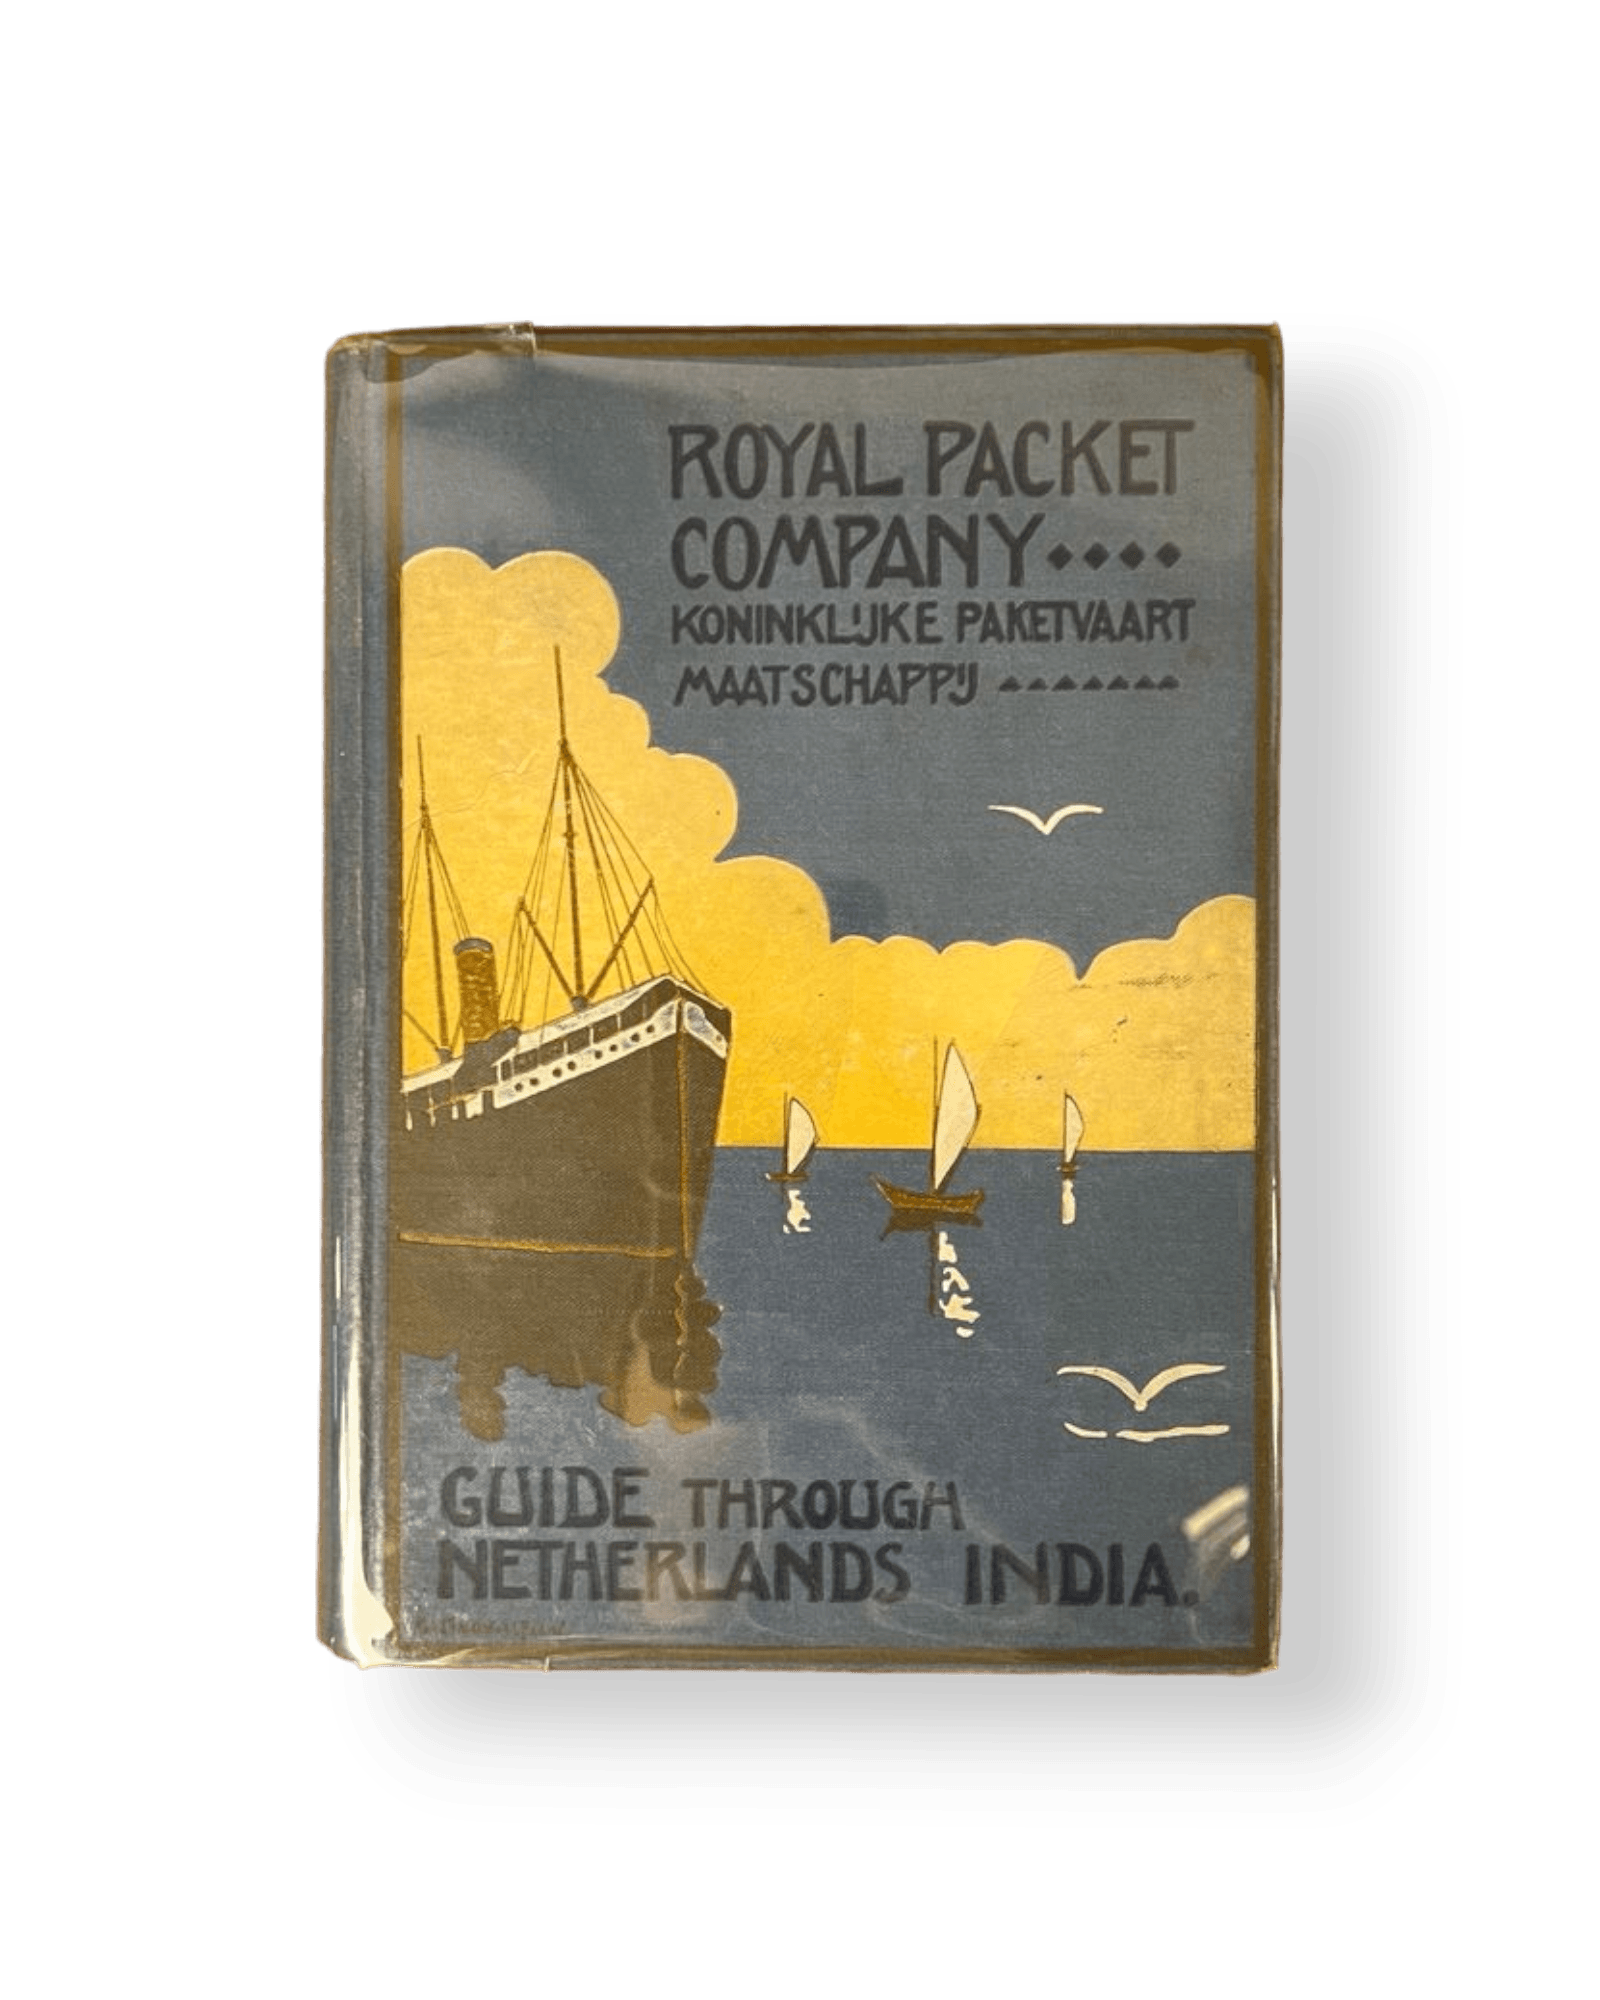 ROYAL PACKET
COMPANY
KONINKLIJKE PAKETVAART
MAATSCHAPPIJ
GUIDE THROUGH
NETHERLANDS INDIA.